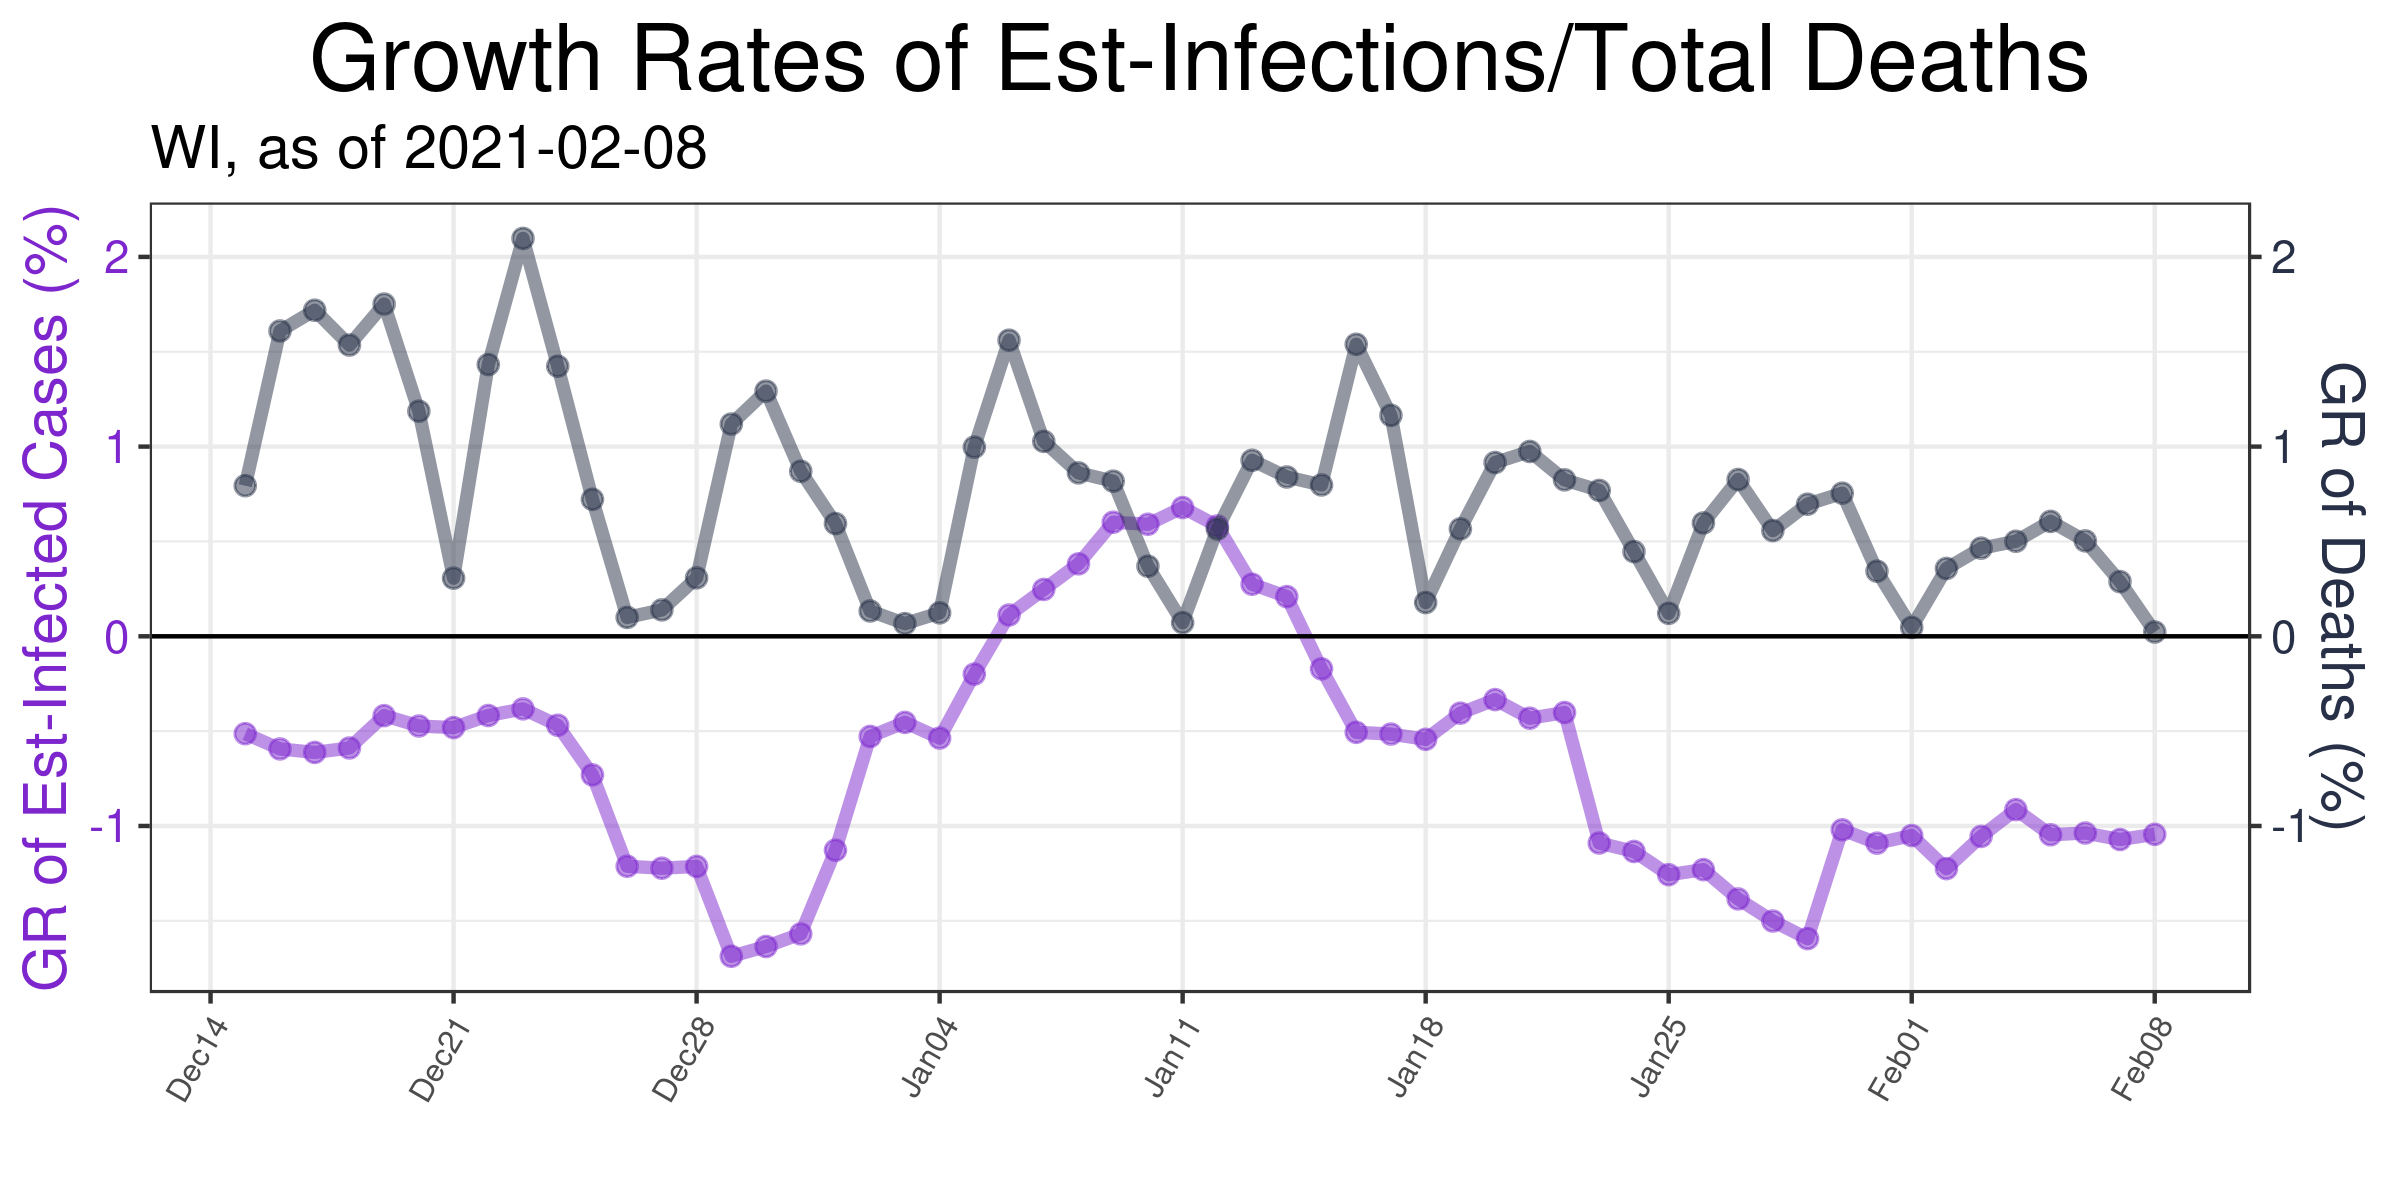 Growth Rates of Est-Infections/Total Deaths
WI, as of 2021-02-08
GR of Est-Infected Cases (%)
2
1
0
-1
2
1
0
-1
GR of Deaths (%)
Dec14
Dec21
Dec28
Jan04
Jan11
Jan18
Jan25
Feb01
Feb08